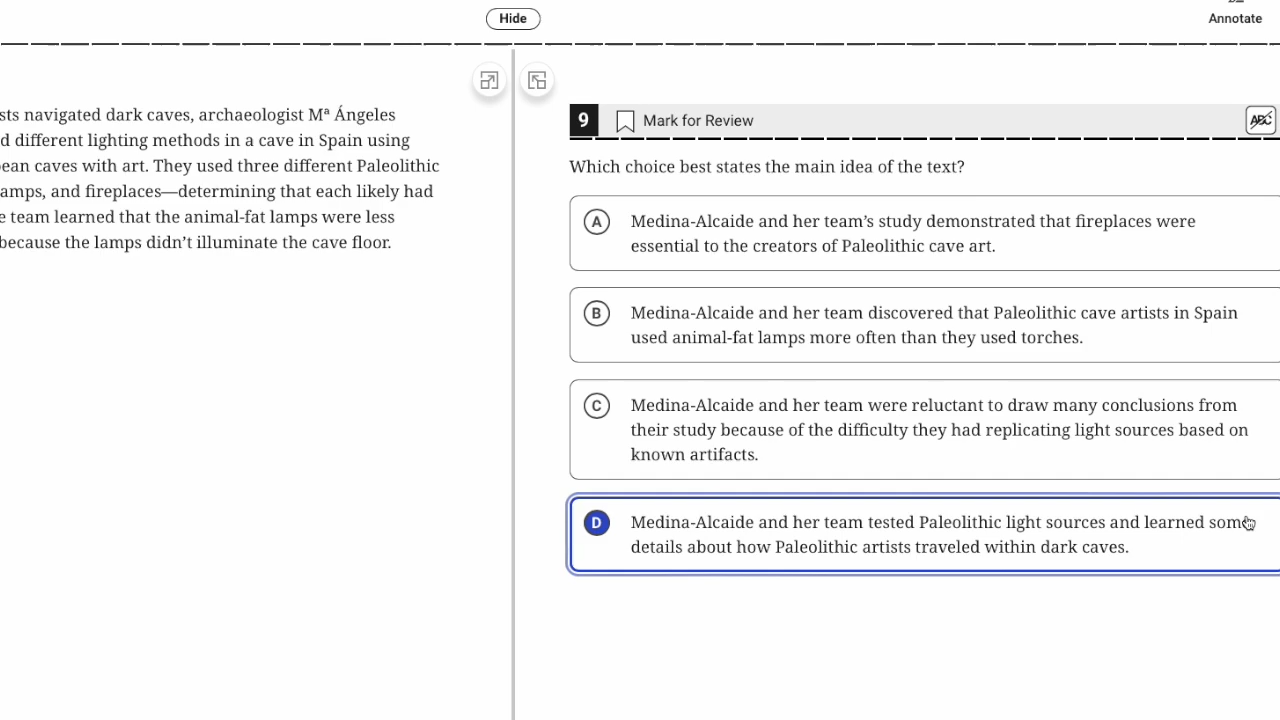 Hide
Annotate
navigated dark caves, archaeologist Mª Ángeles
different lighting methods in a cave in Spain using
caves with art. They used three different Paleolithic
and fireplaces—determining that each likely had
team learned that the animal-fat lamps were less
because the lamps didn’t illuminate the cave floor.
9
Mark for Review
ABC
Which choice best states the main idea of the text?
A
Medina-Alcaide and her team’s study demonstrated that fireplaces were
essential to the creators of Paleolithic cave art.
B
Medina-Alcaide and her team discovered that Paleolithic cave artists in Spain
used animal-fat lamps more often than they used torches.
C
Medina-Alcaide and her team were reluctant to draw many conclusions from
their study because of the difficulty they had replicating light sources based on
known artifacts.
D
Medina-Alcaide and her team tested Paleolithic light sources and learned some
details about how Paleolithic artists traveled within dark caves.